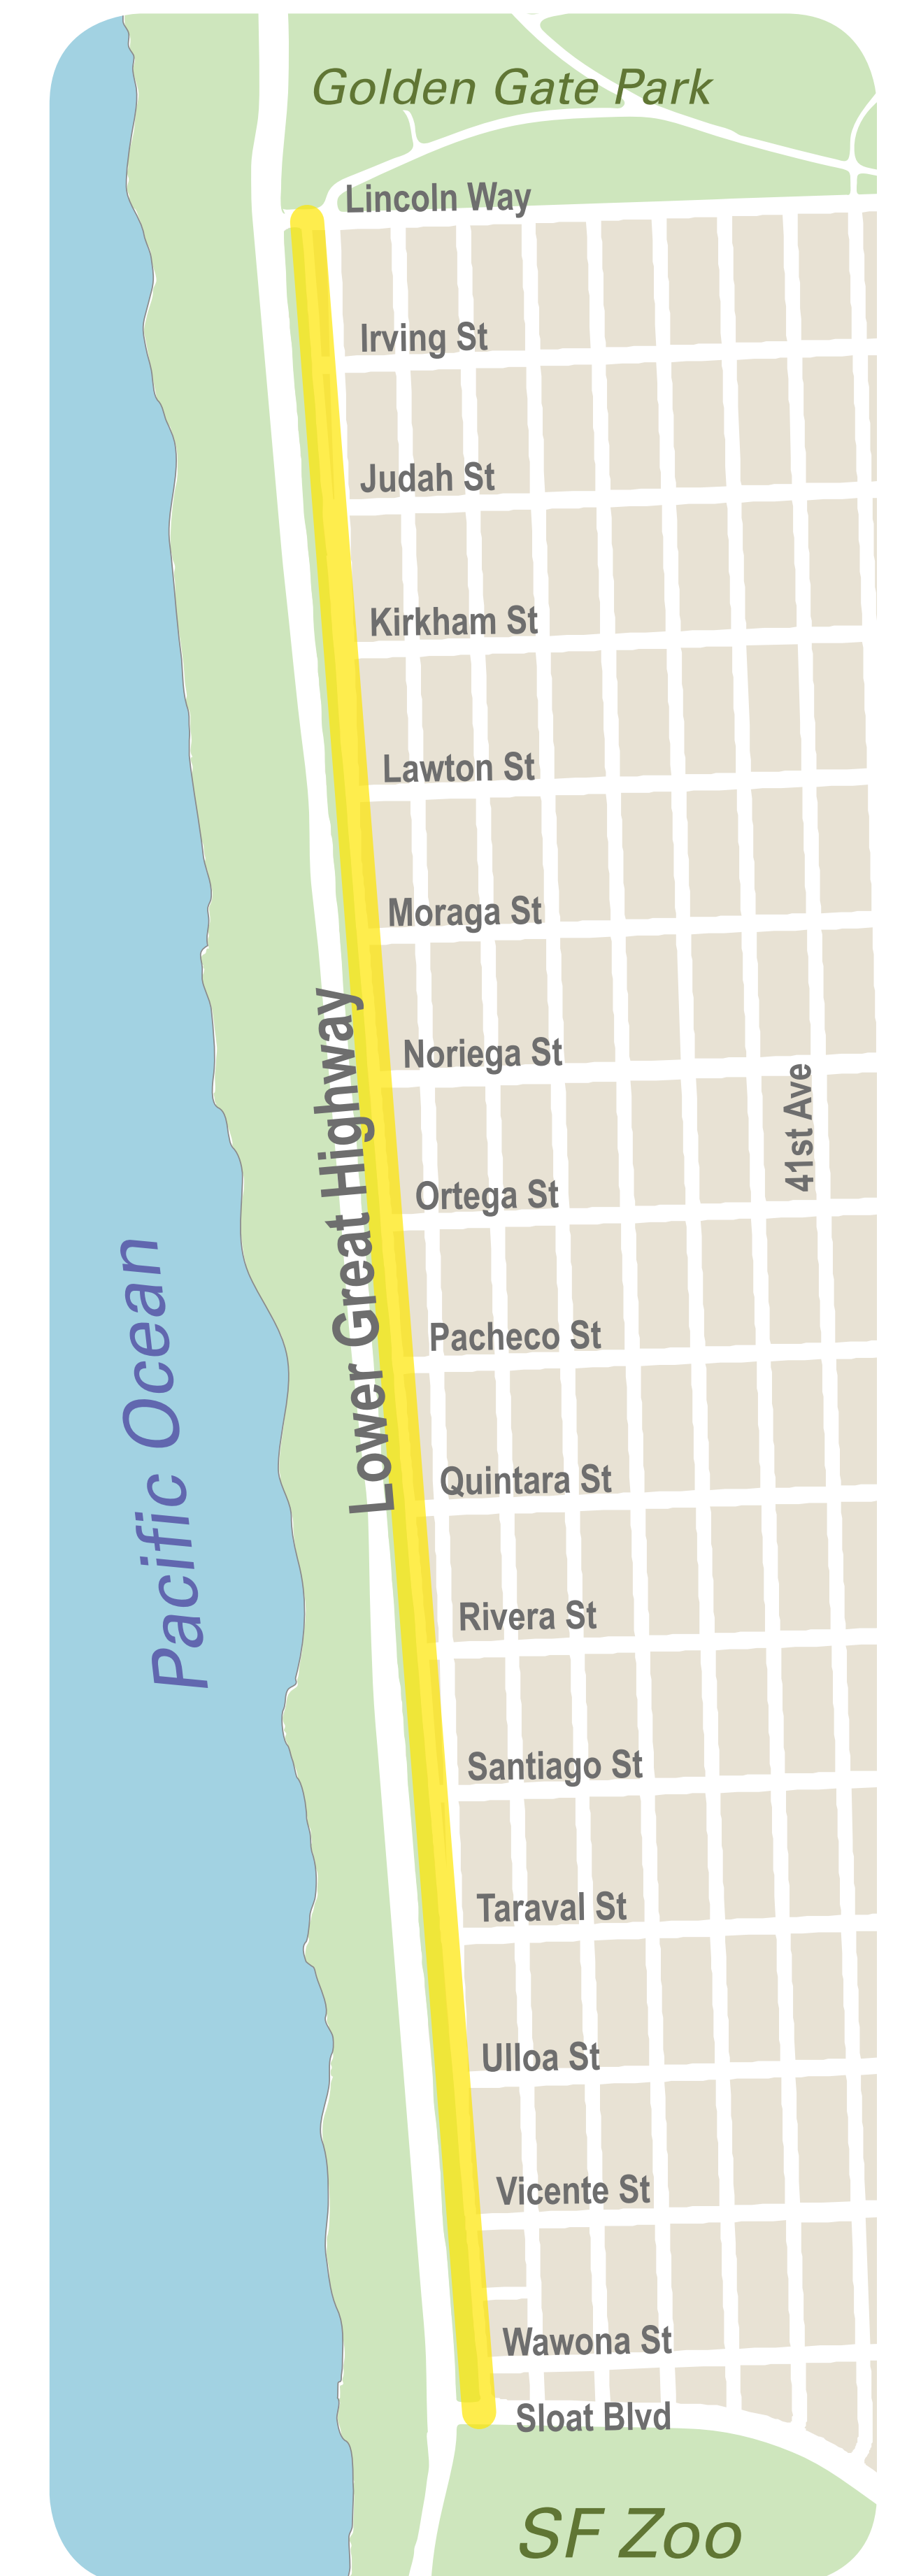 Golden Gate Park
Lincoln Way
Irving St
Judah St
Kirkham St
Lawton St
Moraga St
Noriega St
41st Ave
Ortega St
Lower Great Highway
Pacific Ocean
Pacheco St
Quintara St
Rivera St
Santiago St
Taraval St
Ulloa St
Vicente St
Wawona St
Sloat Blvd
SF Zoo